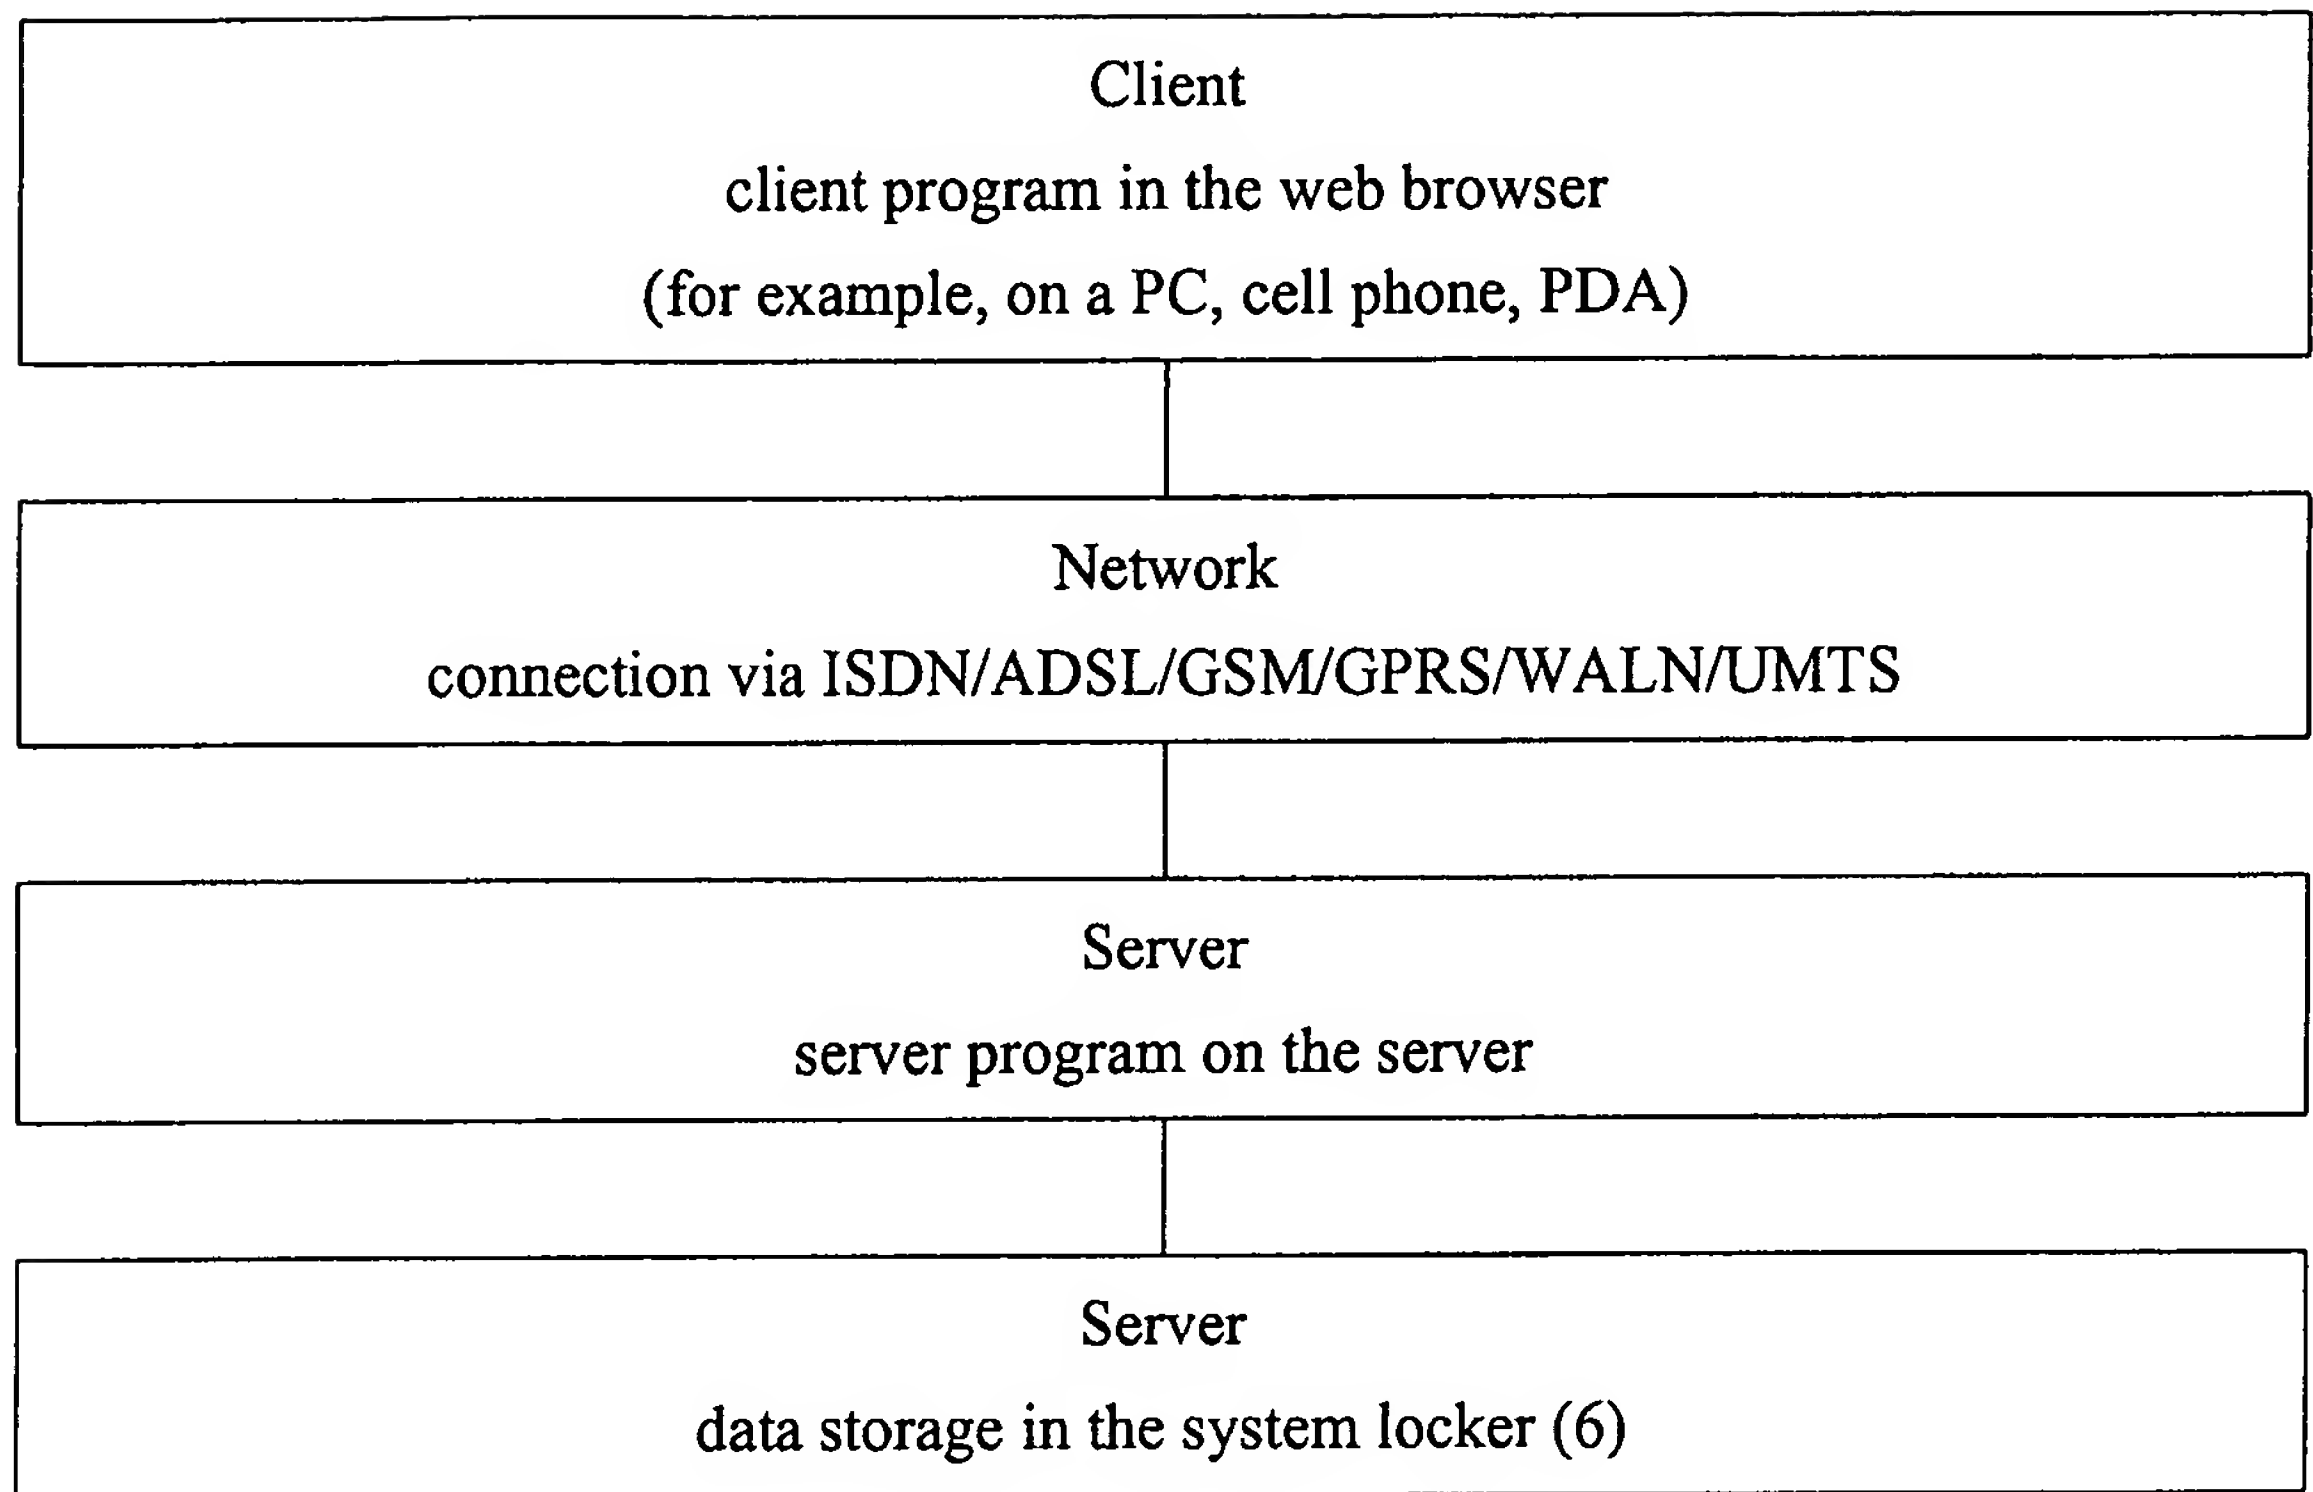 Client
client program in the web browser
(for example, on a PC, cell phone, PDA)
Network
connection via ISDN/ADSL/GSM/GPRS/WALN/UMTS
Server
server program on the server
Server
data storage in the system locker (6)